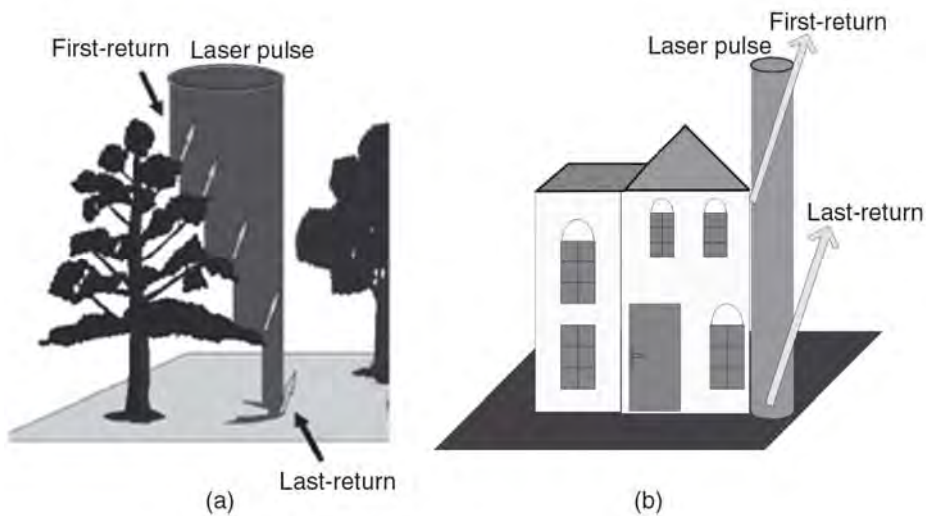 First-return
Laser pulse
Last-return
(a)
First-return
Laser pulse
Last-return
(b)